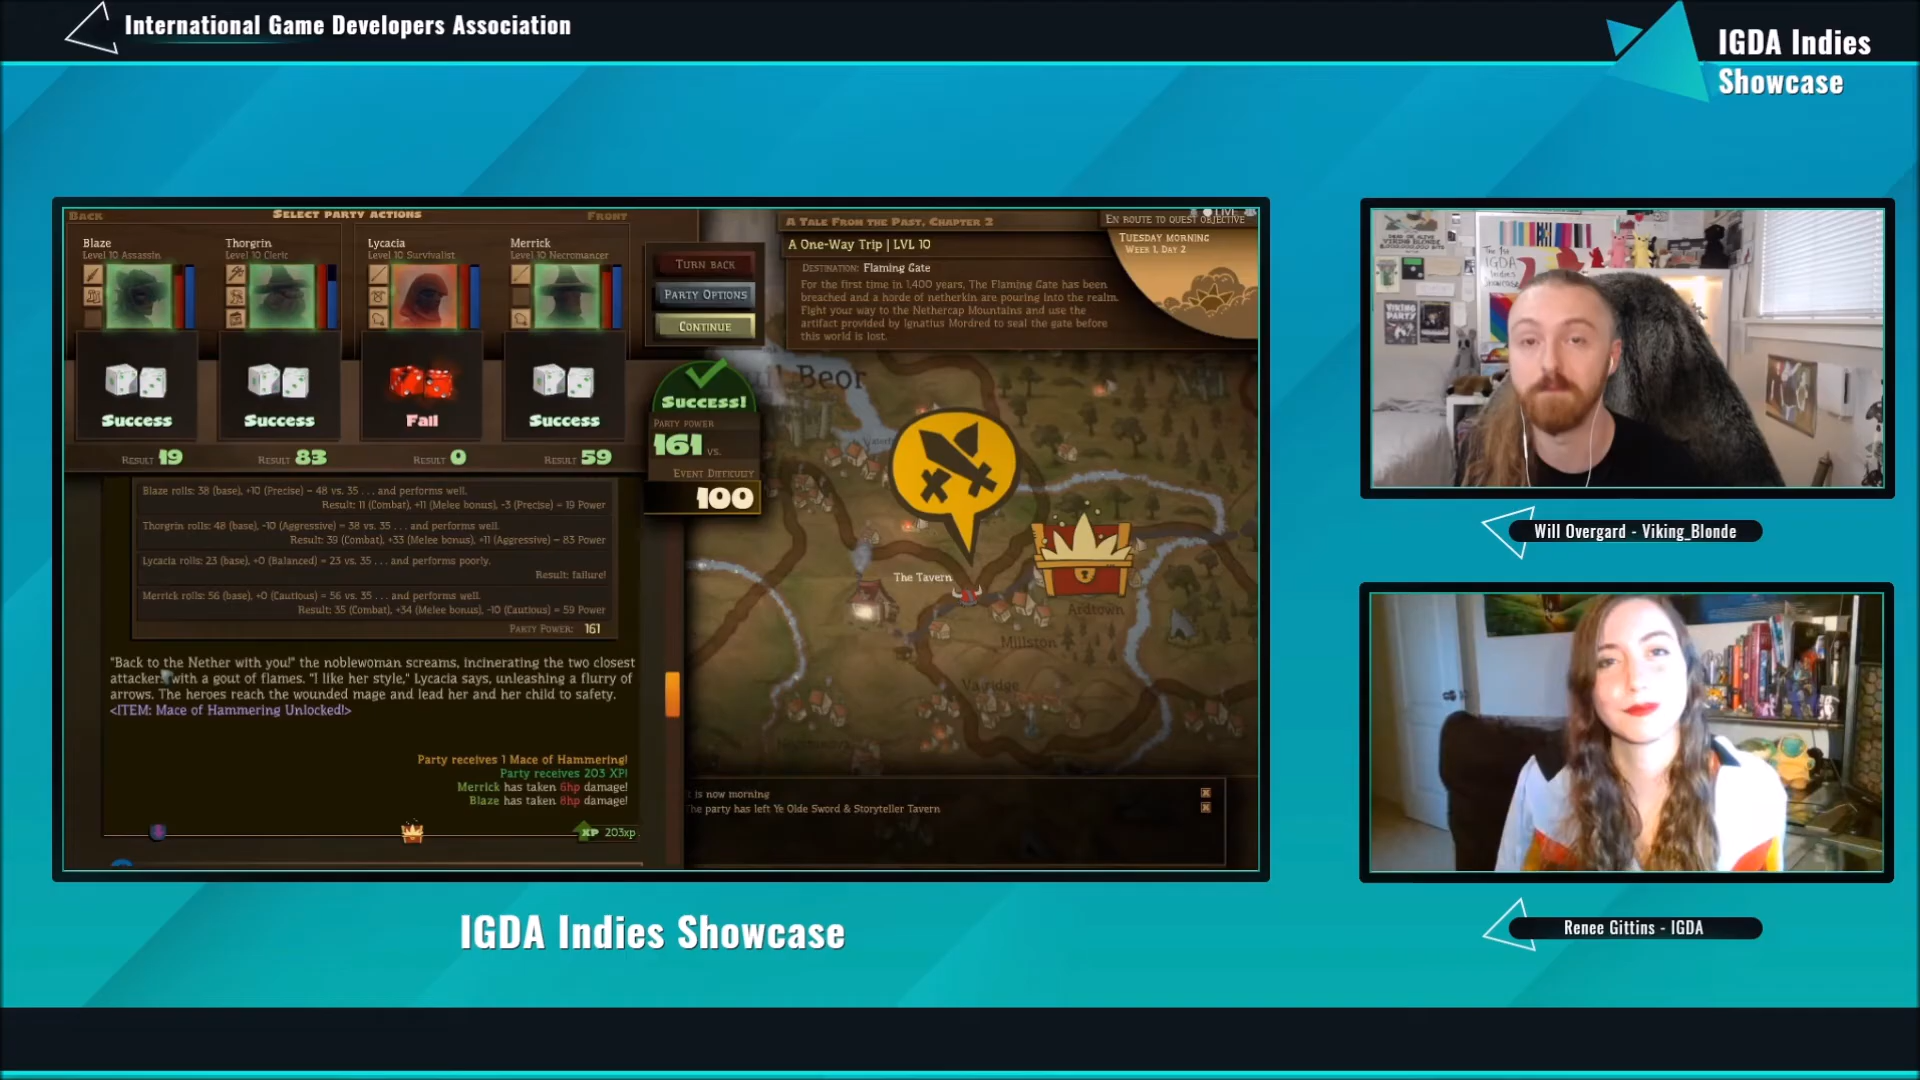 International Game Developers Association
IGDA Indies
Showcase
BACK
SELECT PARTY ACTIONS
FRONT
Blaze
Level 10 Assassin
Thorgrin
Level 10 Cleric
Lycacia
Level 10 Survivalist
Merrick
Level 10 Necromancer
Success
Success
Fail
Success
RESULT 19
RESULT 83
RESULT 0
RESULT 59
TURN BACK
PARTY OPTIONS
CONTINUE
SUCCESS!
PARTY POWER
161 VS.
EVENT DIFFICULTY
100
A TALE FROM THE PAST, CHAPTER 2
A One-Way Trip | LVL 10
DESTINATION: Flaming Gate
For the first time in 1,400 years, The Flaming Gate has been
breached and a horde of netherkin are pouring into the realm.
Fight your way to the Nethercap Mountains and use the
artifact provided by Ignatius Mordred to seal the gate before
this world is lost.
LIVE
EN ROUTE TO QUEST OBJECTIVE
TUESDAY MORNING
WEEK 1, DAY 2
Blaze rolls: 38 (base), +10 (Precise) = 48 vs. 35 . . . and performs well.
Result: 11 (Combat), +11 (Melee bonus), -3 (Precise) = 19 Power
Thorgrin rolls: 48 (base), -10 (Aggressive) = 38 vs. 35 . . . and performs well.
Result: 39 (Combat), +33 (Melee bonus), +11 (Aggressive) = 83 Power
Lycacia rolls: 23 (base), +0 (Balanced) = 23 vs. 35 . . . and performs poorly.
Result: failure!
Merrick rolls: 56 (base), +0 (Cautious) = 56 vs. 35 . . . and performs well.
Result: 35 (Combat), +34 (Melee bonus), -10 (Cautious) = 59 Power
PARTY POWER: 161
"Back to the Nether with you!" the noblewoman screams, incinerating the two closest
attackers with a gout of flames. "I like her style," Lycacia says, unleashing a flurry of
arrows. The heroes reach the wounded mage and lead her and her child to safety.
<ITEM: Mace of Hammering Unlocked!>
Party receives 1 Mace of Hammering!
Party receives 203 XP!
Merrick has taken 6hp damage!
Blaze has taken 8hp damage!
XP 203xp
The Tavern
Ardtown
Millston
is now morning
The party has left Ye Olde Sword & Storyteller Tavern
Will Overgard - Viking_Blonde
Renee Gittins - IGDA
IGDA Indies Showcase